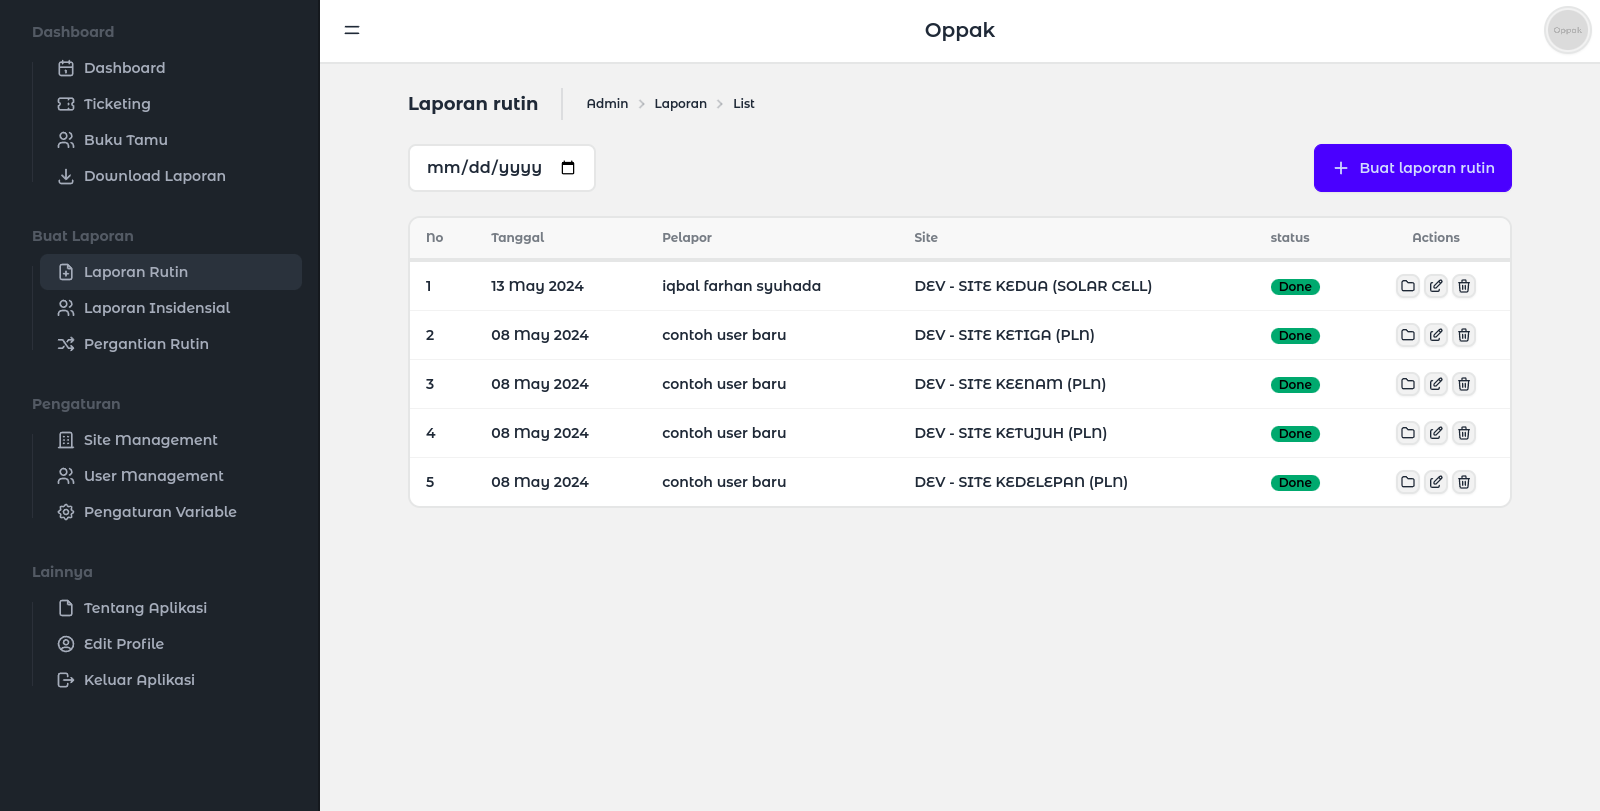 Dashboard
Dashboard
Ticketing
Buku Tamu
Download Laporan
Buat Laporan
Laporan Rutin
Laporan Insidensial
Pergantian Rutin
Pengaturan
Site Management
User Management
Pengaturan Variable
Lainnya
Tentang Aplikasi
Edit Profile
Keluar Aplikasi
Oppak
Oppak
Laporan rutin
Admin > Laporan > List
mm/dd/yyyy
+ Buat laporan rutin
No Tanggal Pelapor Site status Actions
1 13 May 2024 iqbal farhan syuhada DEV - SITE KEDUA (SOLAR CELL) Done
2 08 May 2024 contoh user baru DEV - SITE KETIGA (PLN) Done
3 08 May 2024 contoh user baru DEV - SITE KEENAM (PLN) Done
4 08 May 2024 contoh user baru DEV - SITE KETUJUH (PLN) Done
5 08 May 2024 contoh user baru DEV - SITE KEDELEPAN (PLN) Done